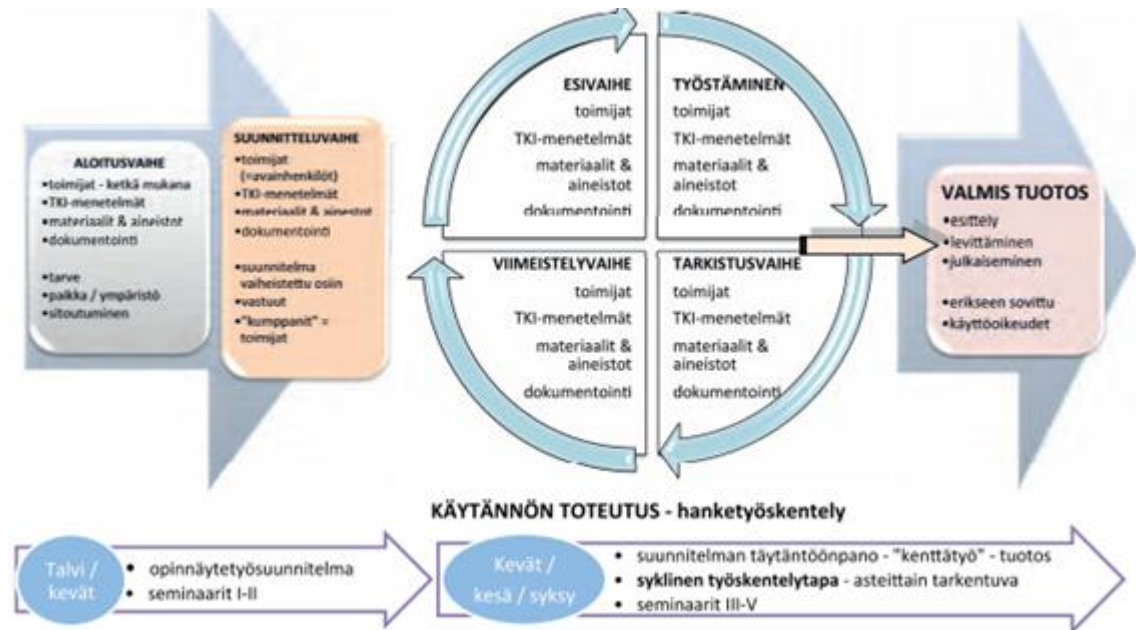 ALOITUSVAIHE
•toimijat - ketkä mukana
•TKI-menetelmät
•materiaalit & aineistot
•dokumentointi
•tarve
•paikka / ympäristö
•sitoutuminen
SUUNNITTELUVAIHE
•toimijat
(=avainhenkilöt)
•TKI-menetelmät
•materiaalit & aineistot
•dokumentointi
•suunnitelma
vaiheistettu osiin
•vastuut
•"kumppanit" =
toimijat
ESIVAIHE
toimijat
TKI-menetelmät
materiaalit &
aineistot
dokumentointi
TYÖSTÄMINEN
toimijat
TKI-menetelmät
materiaalit &
aineistot
dokumentointi
VIIMEISTELYVAIHE
toimijat
TKI-menetelmät
materiaalit &
aineistot
dokumentointi
TARKISTUSVAIHE
toimijat
TKI-menetelmät
materiaalit &
aineistot
dokumentointi
VALMIS TUOTOS
•esittely
•levittäminen
•julkaiseminen
•erikseen sovittu
•käyttöoikeudet
KÄYTÄNNÖN TOTEUTUS - hanketyöskentely
Talvi /
kevät
• opinnäytetyösuunnitelma
• seminaarit I-II
Kevät /
kesä / syksy
• suunnitelman täytäntöönpano - "kenttätyö" - tuotos
• syklinen työskentelytapa - asteittain tarkentuva
• seminaarit III-V